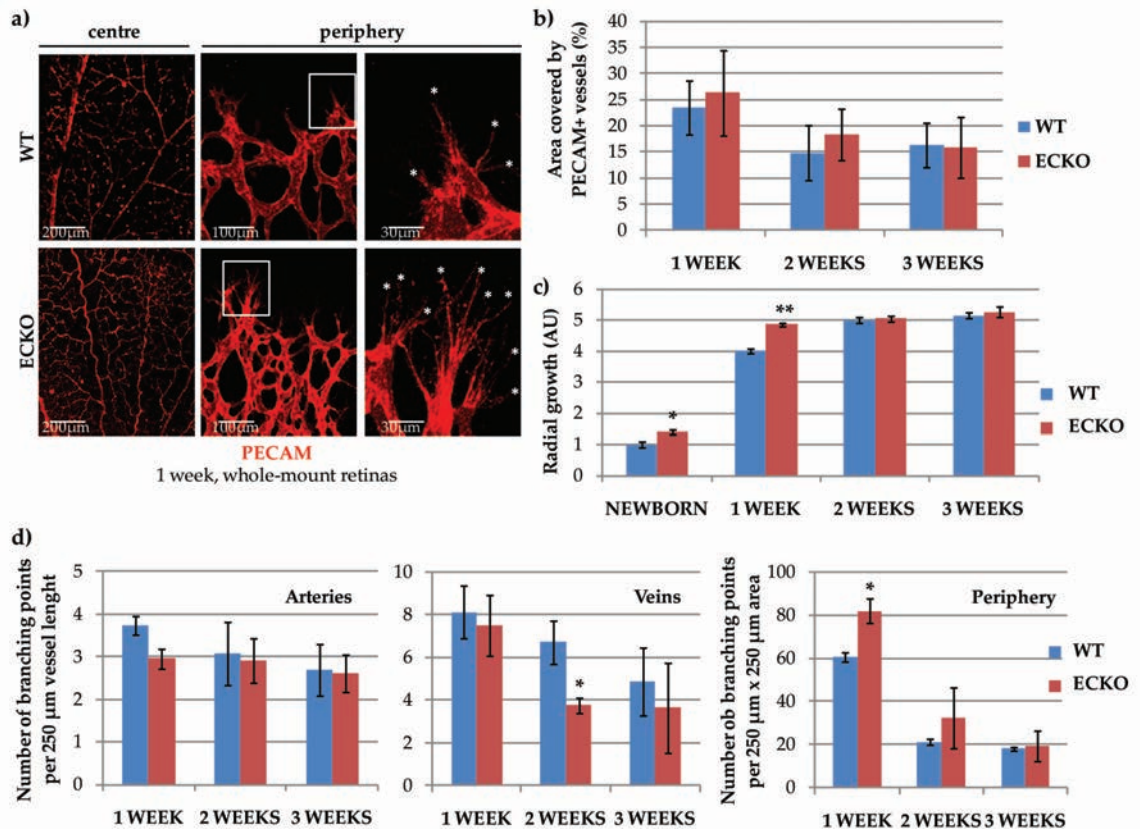 a)
centre
periphery
WT
200µm
100µm
30µm
*
*
*
*
ECKO
200µm
100µm
30µm
*
*
*
*
*
*
*
*
*
PECAM
1 week, whole-mount retinas
b)
Area covered by
PECAM+ vessels (%)
40
35
30
25
20
15
10
5
0
1 WEEK
2 WEEKS
3 WEEKS
WT
ECKO
c)
Radial growth (AU)
6
5
4
3
2
1
0
*
**
NEWBORN
1 WEEK
2 WEEKS
3 WEEKS
WT
ECKO
d)
Number of branching points
per 250 µm vessel lenght
5
4
3
2
1
0
Arteries
1 WEEK
2 WEEKS
3 WEEKS
10
8
6
4
2
0
Veins
*
1 WEEK
2 WEEKS
3 WEEKS
Number ob branching points
per 250 µm x 250 µm area
100
80
60
40
20
0
*
Periphery
1 WEEK
2 WEEKS
3 WEEKS
WT
ECKO